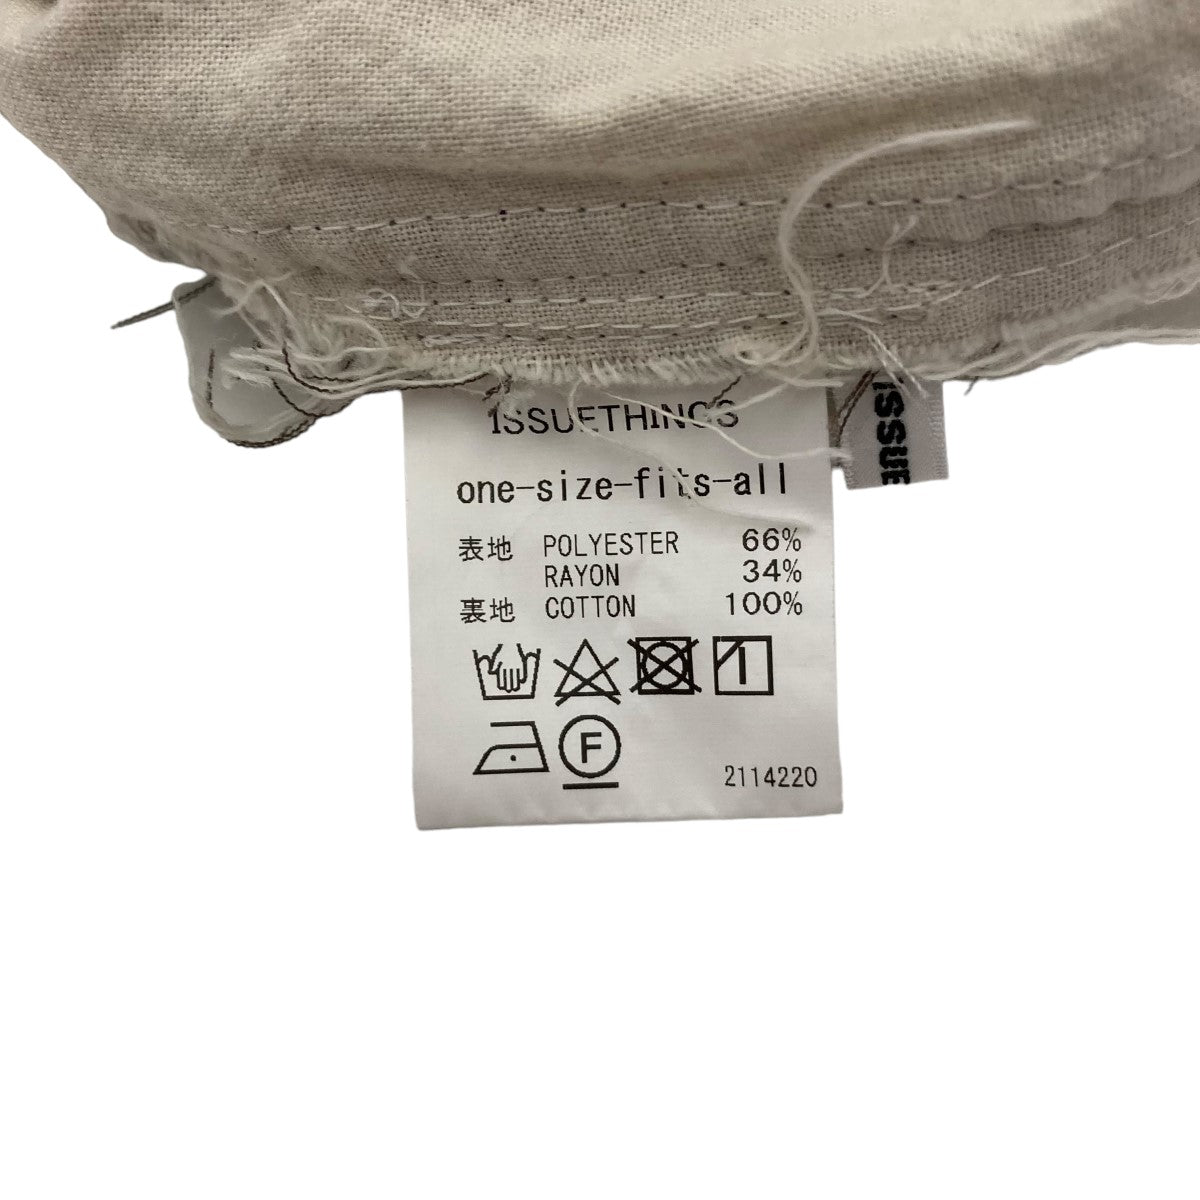 ISSUETHINGS
one-size-fits-all
表地 POLYESTER 66%
RAYON 34%
裏地 COTTON 100%
F
2114220
ISSUE